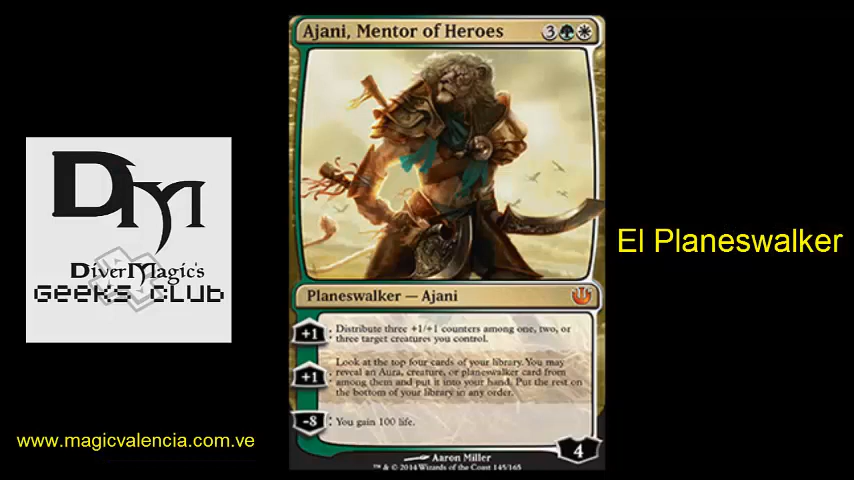 Ajani, Mentor of Heroes 3
DM
DiverMagic's
Geeks Club
El Planeswalker
Planeswalker — Ajani
+1 : Distribute three +1/+1 counters among one, two, or
three target creatures you control.
+1 : Look at the top four cards of your library. You may
reveal an Aura, creature, or planeswalker card from
among them and put it into your hand. Put the rest on
the bottom of your library in any order.
-8 : You gain 100 life.
4
Aaron Miller
™ & © 2014 Wizards of the Coast 145/165
www.magicvalencia.com.ve